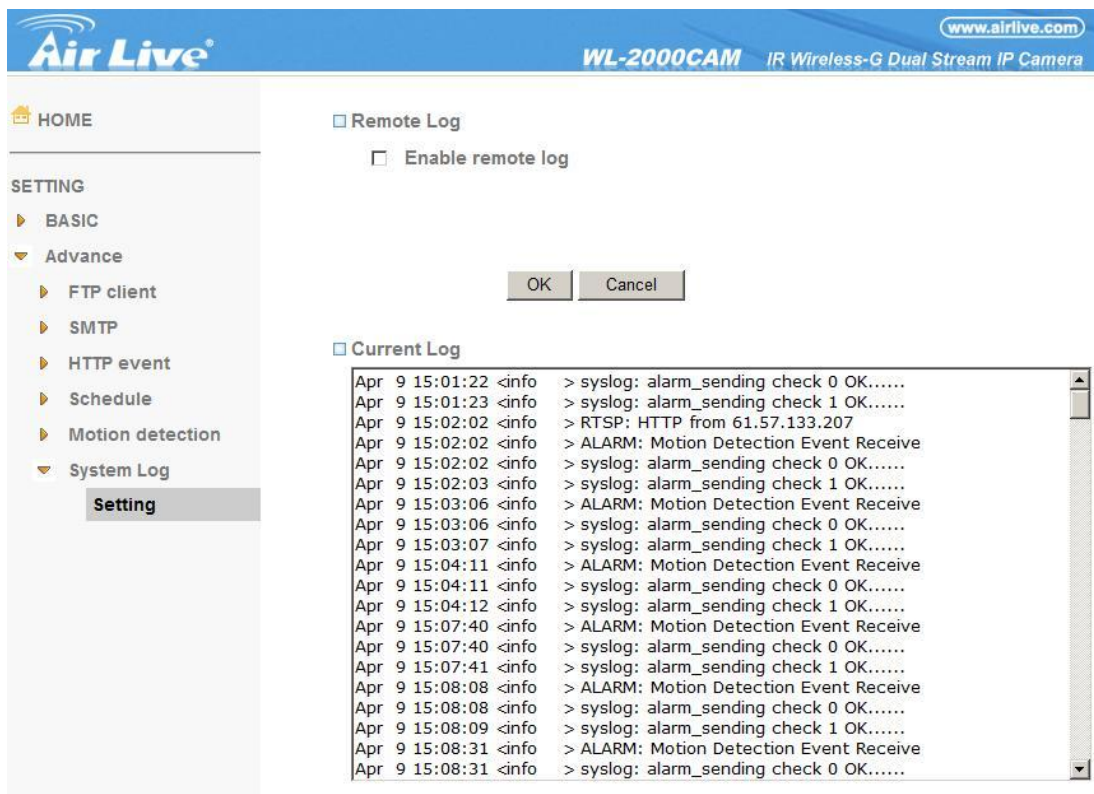 www.airlive.com
Air Live®
WL-2000CAM IR Wireless-G Dual Stream IP Camera
HOME
SETTING
BASIC
Advance
FTP client
SMTP
HTTP event
Schedule
Motion detection
System Log
Setting
Remote Log
Enable remote log
OK Cancel
Current Log
Apr 9 15:01:22 <info > syslog: alarm_sending check 0 OK......
Apr 9 15:01:23 <info > syslog: alarm_sending check 1 OK......
Apr 9 15:02:02 <info > RTSP: HTTP from 61.57.133.207
Apr 9 15:02:02 <info > ALARM: Motion Detection Event Receive
Apr 9 15:02:02 <info > syslog: alarm_sending check 0 OK......
Apr 9 15:02:03 <info > syslog: alarm_sending check 1 OK......
Apr 9 15:03:06 <info > ALARM: Motion Detection Event Receive
Apr 9 15:03:06 <info > syslog: alarm_sending check 0 OK......
Apr 9 15:03:07 <info > syslog: alarm_sending check 1 OK......
Apr 9 15:04:11 <info > ALARM: Motion Detection Event Receive
Apr 9 15:04:11 <info > syslog: alarm_sending check 0 OK......
Apr 9 15:04:12 <info > syslog: alarm_sending check 1 OK......
Apr 9 15:07:40 <info > ALARM: Motion Detection Event Receive
Apr 9 15:07:40 <info > syslog: alarm_sending check 0 OK......
Apr 9 15:07:41 <info > syslog: alarm_sending check 1 OK......
Apr 9 15:08:08 <info > ALARM: Motion Detection Event Receive
Apr 9 15:08:08 <info > syslog: alarm_sending check 0 OK......
Apr 9 15:08:09 <info > syslog: alarm_sending check 1 OK......
Apr 9 15:08:31 <info > ALARM: Motion Detection Event Receive
Apr 9 15:08:31 <info > syslog: alarm_sending check 0 OK......